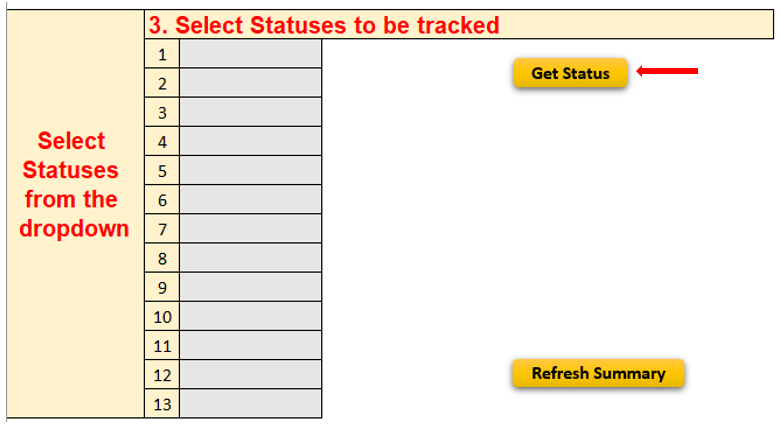 3. Select Statuses to be tracked
1
Get Status
2
3
Select
4
Statuses
5
from the
6
dropdown
7
8
9
10
11
12
Refresh Summary
13